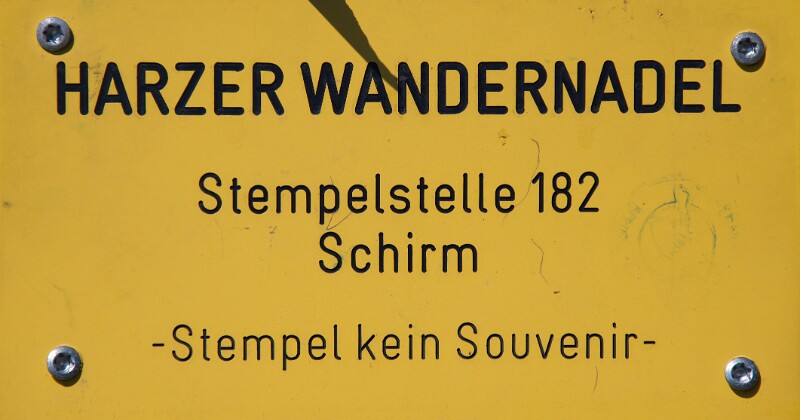 HARZER WANDERNADEL
Stempelstelle 182
Schirm
-Stempel kein Souvenir-